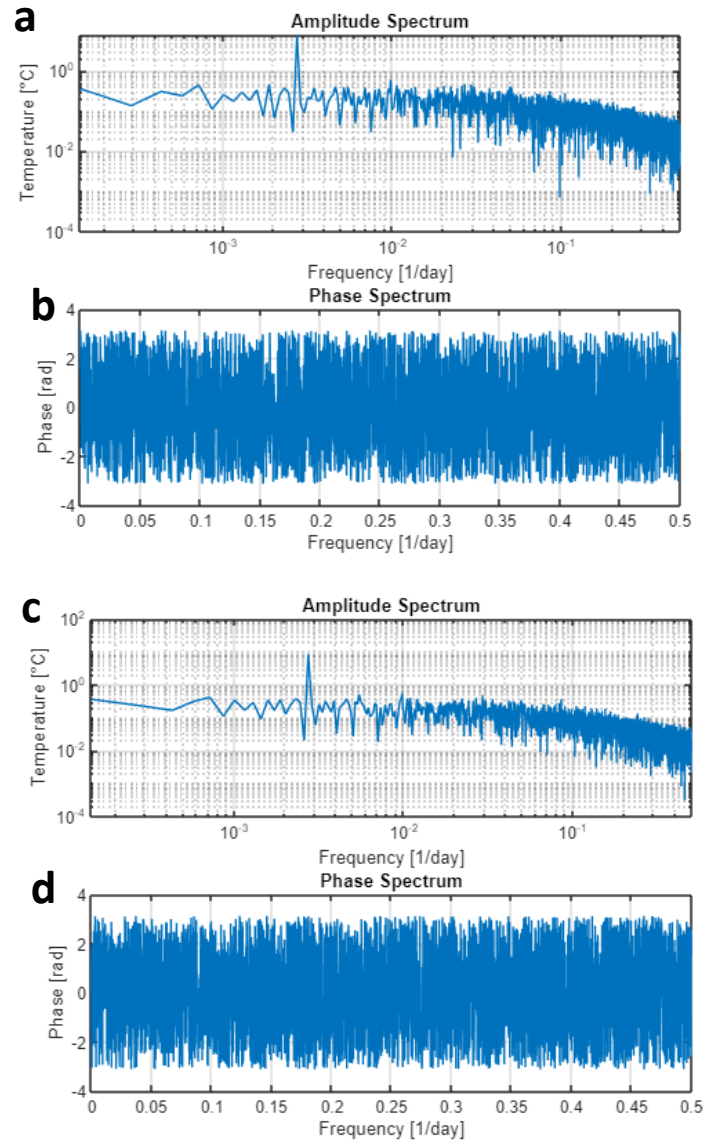 a
Amplitude Spectrum
Temperature [°C]
10^0
10^-2
10^-4
10^-3 10^-2 10^-1
Frequency [1/day]
b
Phase Spectrum
Phase [rad]
4
2
0
-2
-4
0 0.05 0.1 0.15 0.2 0.25 0.3 0.35 0.4 0.45 0.5
Frequency [1/day]
c
Amplitude Spectrum
Temperature [°C]
10^2
10^0
10^-2
10^-4
10^-3 10^-2 10^-1
Frequency [1/day]
d
Phase Spectrum
Phase [rad]
4
2
0
-2
-4
0 0.05 0.1 0.15 0.2 0.25 0.3 0.35 0.40 0.45 0.5
Frequency [1/day]